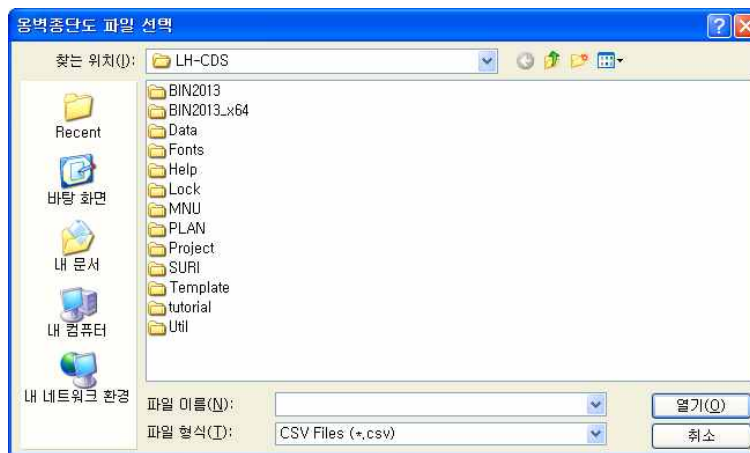 옹벽종단도 파일 선택
찾는 위치(I):
LH-CDS
Recent
바탕 화면
내 문서
내 컴퓨터
내 네트워크 환경
BIN2013
BIN2013_x64
Data
Fonts
Help
Lock
MNU
PLAN
Project
SURI
Template
tutorial
Util
파일 이름(N):
열기(O)
파일 형식(T):
CSV Files (*.csv)
취소